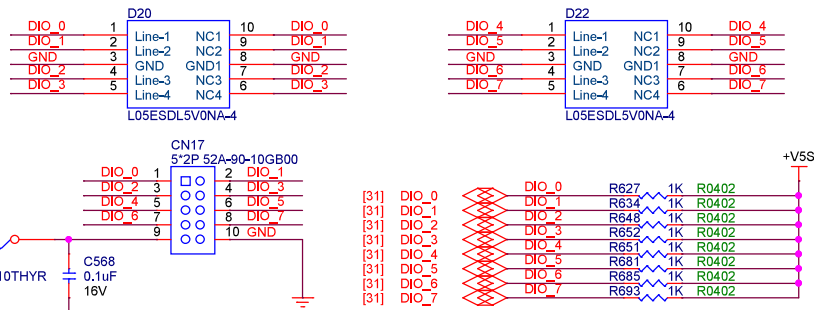 D20
DIO_0 1 Line-1 NC1 10 DIO_0
DIO_1 2 Line-2 NC2 9 DIO_1
GND 3 GND GND1 8 GND
DIO_2 4 Line-3 NC3 7 DIO_2
DIO_3 5 Line-4 NC4 6 DIO_3
L05ESDL5V0NA-4
D22
DIO_4 1 Line-1 NC1 10 DIO_4
DIO_5 2 Line-2 NC2 9 DIO_5
GND 3 GND GND1 8 GND
DIO_6 4 Line-3 NC3 7 DIO_6
DIO_7 5 Line-4 NC4 6 DIO_7
L05ESDL5V0NA-4
CN17
5*2P 52A-90-10GB00
DIO_0 1 2 DIO_1
DIO_2 3 4 DIO_3
DIO_4 5 6 DIO_5
DIO_6 7 8 DIO_7
9 10 GND
10THYR
C568
0.1uF
16V
+V5S
[31] DIO_0 DIO_0 R627 1K R0402
[31] DIO_1 DIO_1 R634 1K R0402
[31] DIO_2 DIO_2 R648 1K R0402
[31] DIO_3 DIO_3 R652 1K R0402
[31] DIO_4 DIO_4 R651 1K R0402
[31] DIO_5 DIO_5 R681 1K R0402
[31] DIO_6 DIO_6 R685 1K R0402
[31] DIO_7 DIO_7 R693 1K R0402